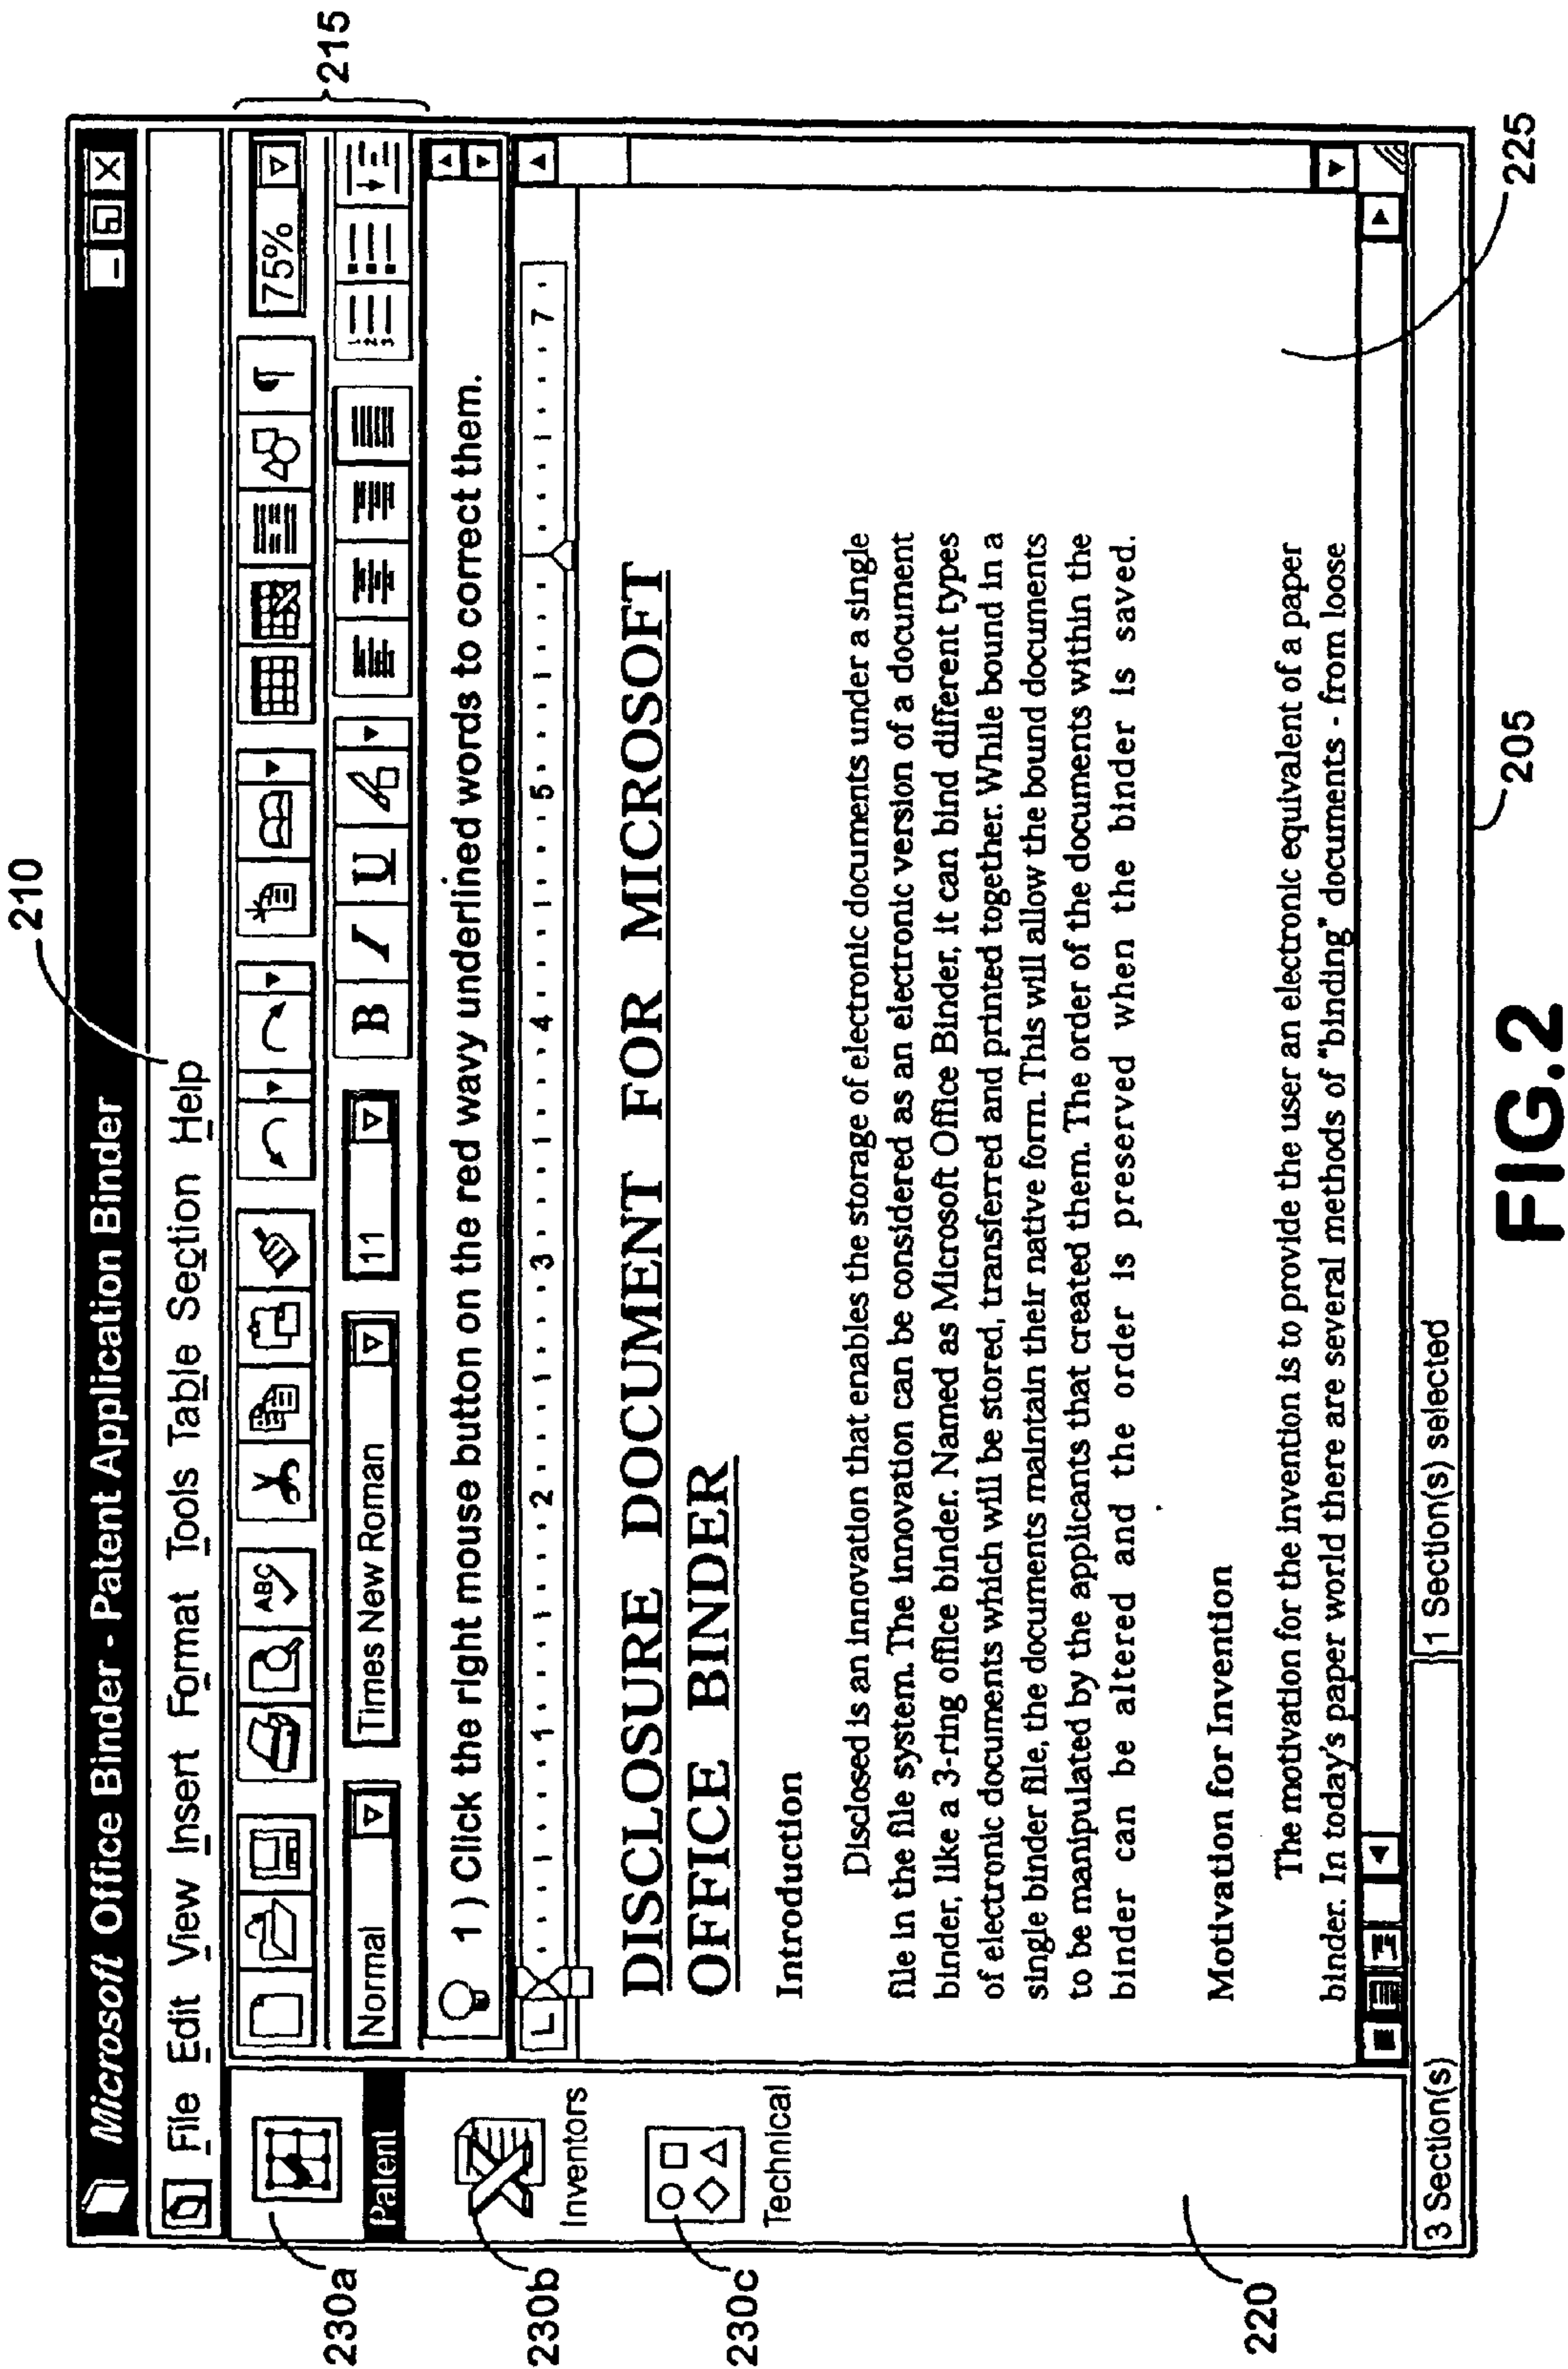 210
215
Microsoft Office Binder - Patent Application Binder
File Edit View Insert Format Tools Table Section Help
ABC
75%
Normal
Times New Roman
11
B I U
1 2 3
1 ) Click the right mouse button on the red wavy underlined words to correct them.
L 1 2 3 4 5 7
230a
Patent
230b
Inventors
230c
Technical
220
DISCLOSURE DOCUMENT FOR MICROSOFT
OFFICE BINDER
Introduction
Disclosed is an innovation that enables the storage of electronic documents under a single
file in the file system. The innovation can be considered as an electronic version of a document
binder, like a 3-ring office binder. Named as Microsoft Office Binder, it can bind different types
of electronic documents which will be stored, transferred and printed together. While bound in a
single binder file, the documents maintain their native form. This will allow the bound documents
to be manipulated by the applicants that created them. The order of the documents within the
binder can be altered and the order is preserved when the binder is saved.
Motivation for Invention
The motivation for the invention is to provide the user an electronic equivalent of a paper
binder. In today's paper world there are several methods of "binding" documents - from loose
225
3 Section(s)
1 Section(s) selected
205
FIG.2